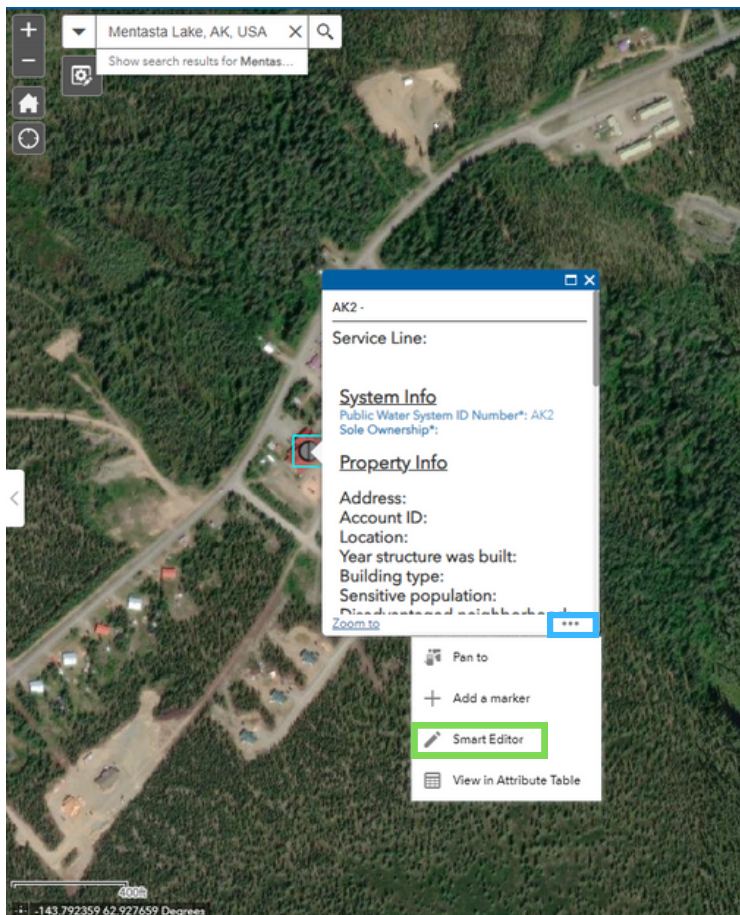 Mentasta Lake, AK, USA
Show search results for Mentas...
AK2 -
Service Line:
System Info
Public Water System ID Number*: AK2
Sole Ownership*:
Property Info
Address:
Account ID:
Location:
Year structure was built:
Building type:
Sensitive population:
Disadvantaged neighborhood:
Zoom to
Pan to
Add a marker
Smart Editor
View in Attribute Table
400ft
-143.792359 62.927659 Degrees